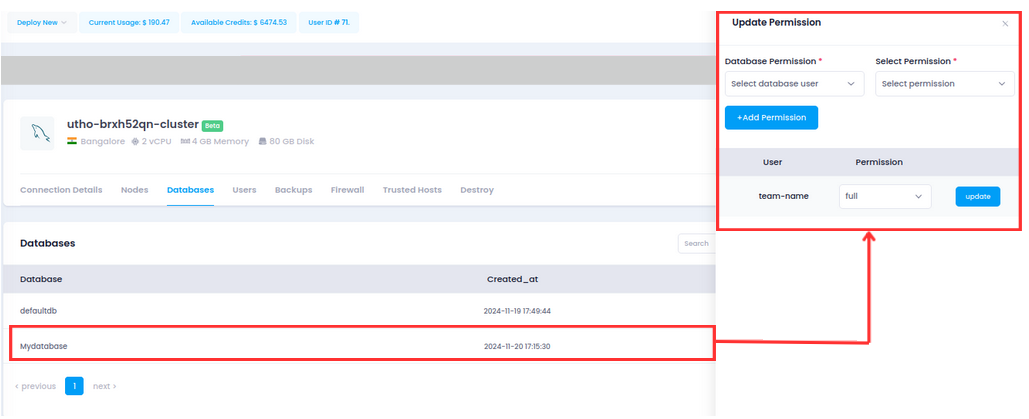 Deploy New
Current Usage: $ 190.47
Available Credits: $ 6474.53
User ID # 71.
utho-brxh52qn-cluster Beta
Bangalore 2 vCPU 4 GB Memory 80 GB Disk
Connection Details Nodes Databases Users Backups Firewall Trusted Hosts Destroy
Databases
Search
Database Created_at
defaultdb 2024-11-19 17:49:44
Mydatabase 2024-11-20 17:15:30
< previous 1 next >
Update Permission
Database Permission * Select Permission *
Select database user Select permission
+Add Permission
User Permission
team-name full update